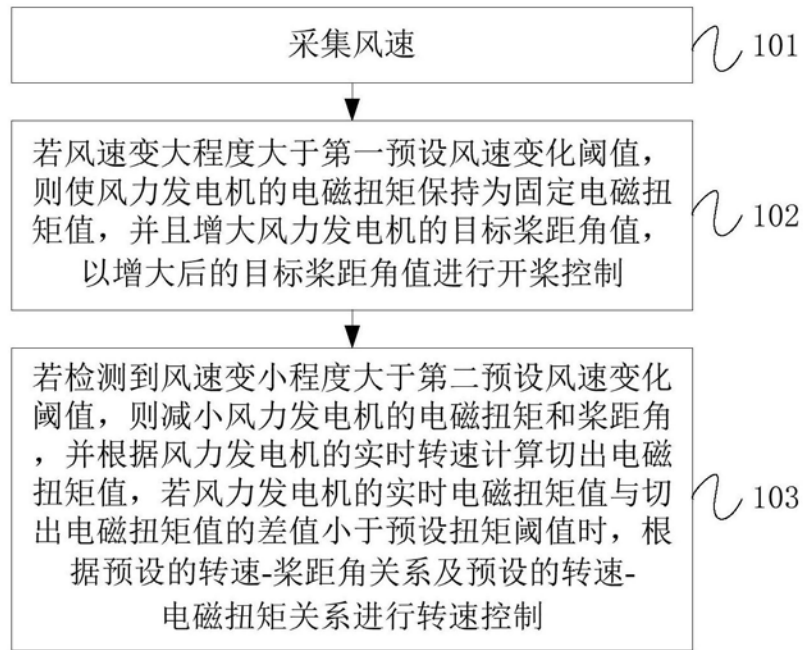 采集风速
101
若风速变大程度大于第一预设风速变化阈值，
则使风力发电机的电磁扭矩保持为固定电磁扭
矩值，并且增大风力发电机的目标桨距角值，
以增大后的目标桨距角值进行开桨控制
102
若检测到风速变小程度大于第二预设风速变化
阈值，则减小风力发电机的电磁扭矩和桨距角
，并根据风力发电机的实时转速计算切出电磁
扭矩值，若风力发电机的实时电磁扭矩值与切
出电磁扭矩值的差值小于预设扭矩阈值时，根
据预设的转速-桨距角关系及预设的转速-
电磁扭矩关系进行转速控制
103